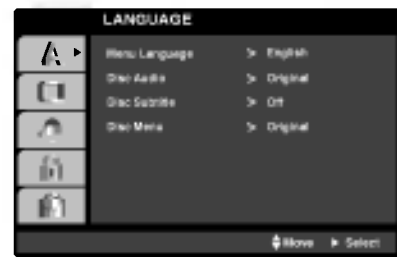 LANGUAGE
Menu Language > English
Disc Audio > Original
Disc Subtitle > Off
Disc Menu > Original
Move Select